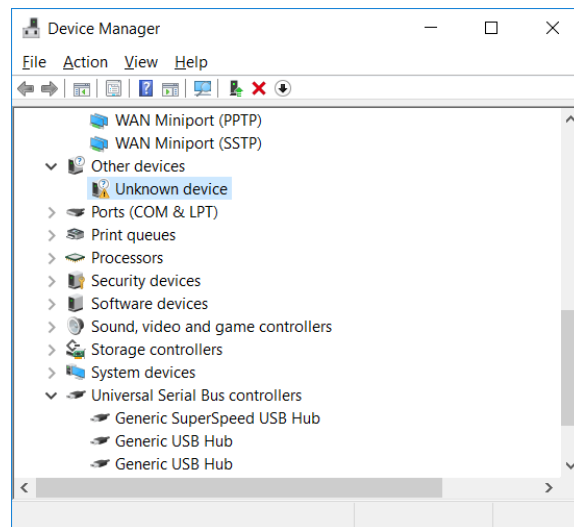 Device Manager
File Action View Help
WAN Miniport (PPTP)
WAN Miniport (SSTP)
Other devices
Unknown device
Ports (COM & LPT)
Print queues
Processors
Security devices
Software devices
Sound, video and game controllers
Storage controllers
System devices
Universal Serial Bus controllers
Generic SuperSpeed USB Hub
Generic USB Hub
Generic USB Hub